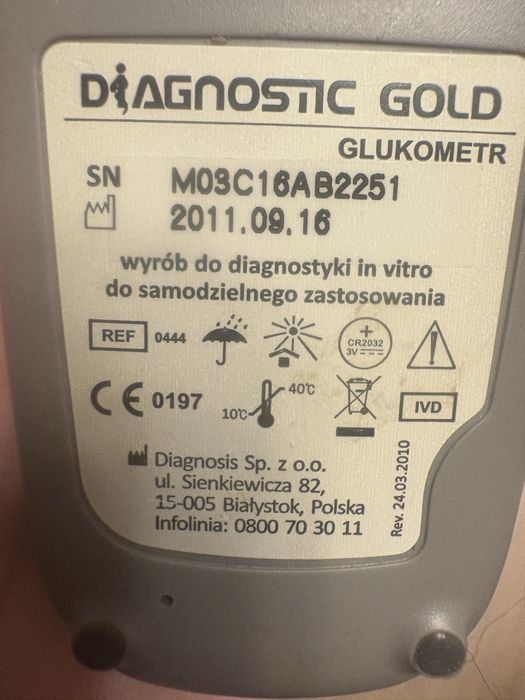 DIAGNOSTIC GOLD
GLUKOMETR
SN M03C16AB2251
2011.09.16
wyrób do diagnostyki in vitro
do samodzielnego zastosowania
REF 0444
CR2032
3V
CE 0197
10°C
40°C
IVD
Diagnosis Sp. z o.o.
ul. Sienkiewicza 82,
15-005 Białystok, Polska
Infolinia: 0800 70 30 11
Rev. 24.03.2010